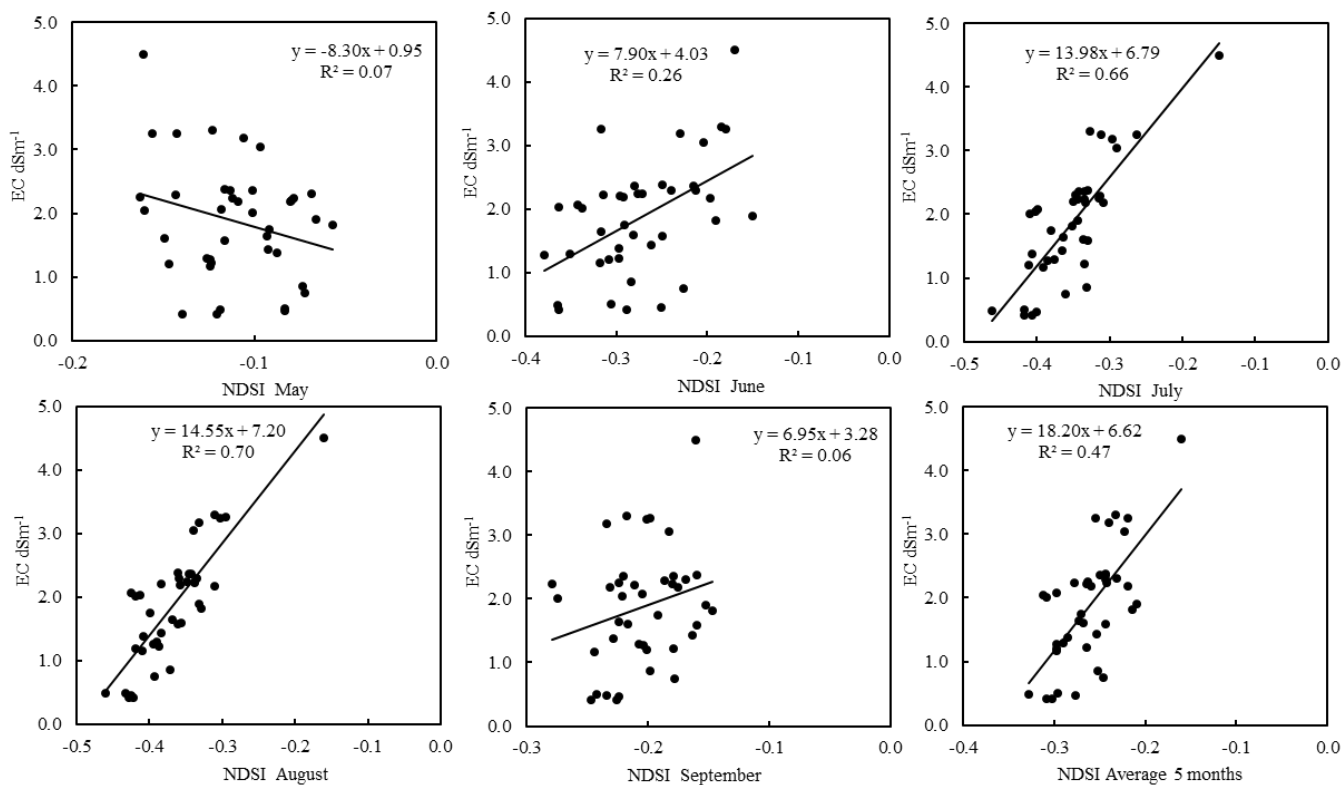 y = -8.30x + 0.95
R² = 0.07
EC dSm⁻¹
5.0
4.0
3.0
2.0
1.0
0.0
-0.2
-0.1
0.0
NDSI May
y = 7.90x + 4.03
R² = 0.26
EC dSm⁻¹
5.0
4.0
3.0
2.0
1.0
0.0
-0.4
-0.3
-0.2
-0.1
0.0
NDSI June
y = 13.98x + 6.79
R² = 0.66
EC dSm⁻¹
5.0
4.0
3.0
2.0
1.0
0.0
-0.5
-0.4
-0.3
-0.2
-0.1
0.0
NDSI July
y = 14.55x + 7.20
R² = 0.70
EC dSm⁻¹
5.0
4.0
3.0
2.0
1.0
0.0
-0.5
-0.4
-0.3
-0.2
-0.1
0.0
NDSI August
y = 6.95x + 3.28
R² = 0.06
EC dSm⁻¹
5.0
4.0
3.0
2.0
1.0
0.0
-0.3
-0.2
-0.1
0.0
NDSI September
y = 18.20x + 6.62
R² = 0.47
EC dSm⁻¹
5.0
4.0
3.0
2.0
1.0
0.0
-0.4
-0.3
-0.2
-0.1
0.0
NDSI Average 5 months